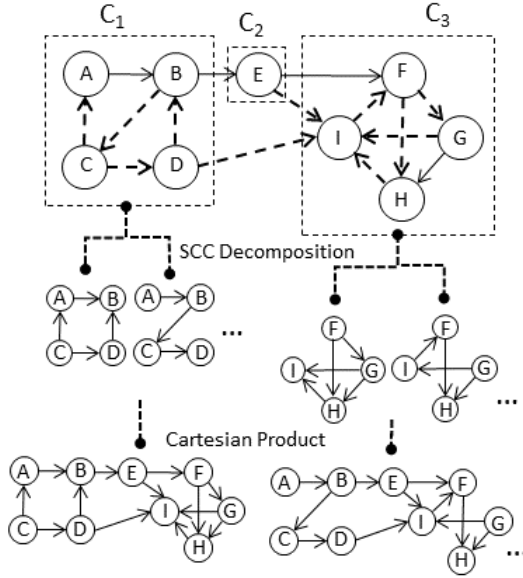 C1 C2 C3
A B E F
I G
C D
H
SCC Decomposition
A B A B
C D C D
...
F F
I G I G
H H
...
Cartesian Product
A B E F
I G
C D
H
A B E F
I G
C D
H
...